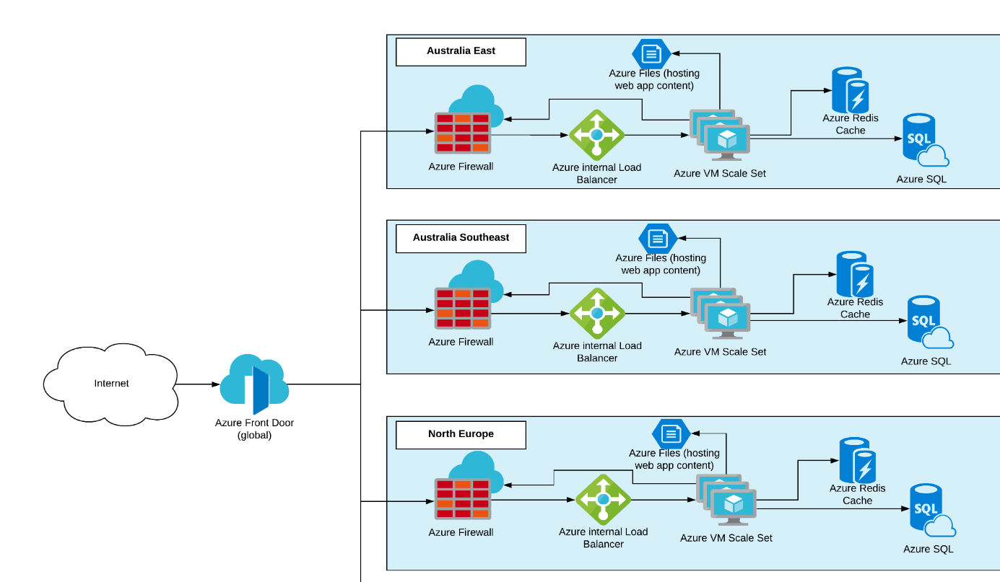 Australia East
Azure Files (hosting
web app content)
Azure Redis
Cache
SQL
Azure Firewall
Azure internal Load
Balancer
Azure VM Scale Set
Azure SQL
Australia Southeast
Azure Files (hosting
web app content)
Azure Redis
Cache
SQL
Azure Firewall
Azure internal Load
Balancer
Azure VM Scale Set
Azure SQL
Internet
Azure Front Door
(global)
North Europe
Azure Files (hosting
web app content)
Azure Redis
Cache
SQL
Azure Firewall
Azure internal Load
Balancer
Azure VM Scale Set
Azure SQL